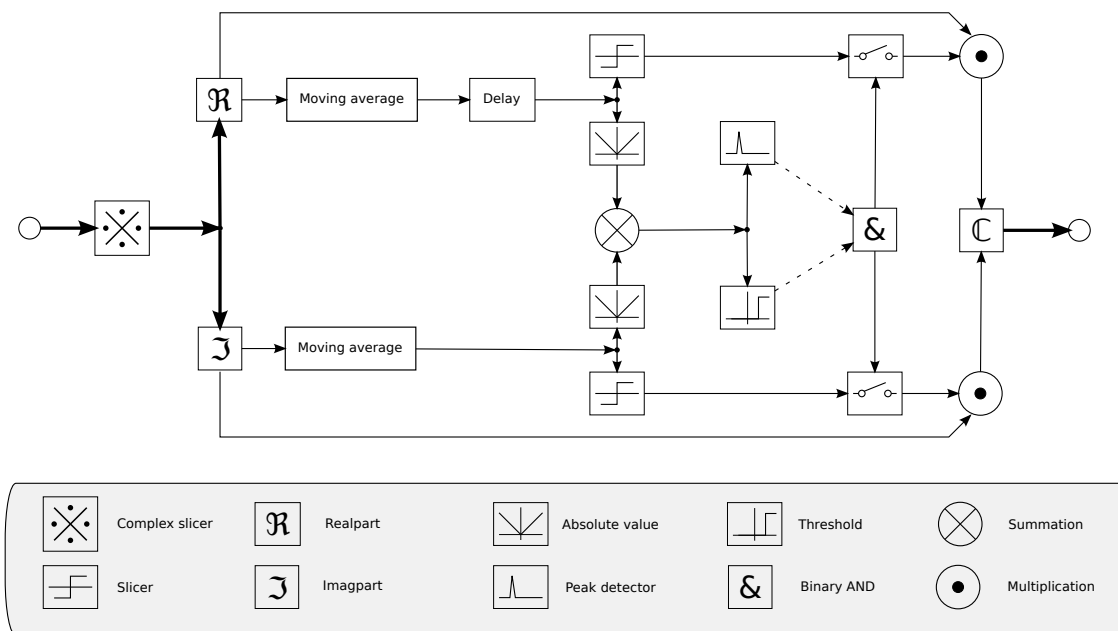 ℜ
Moving average
Delay
&
ℂ
ℑ
Moving average
Complex slicer
ℜ
Realpart
Absolute value
Threshold
Summation
Slicer
ℑ
Imagpart
Peak detector
&
Binary AND
Multiplication